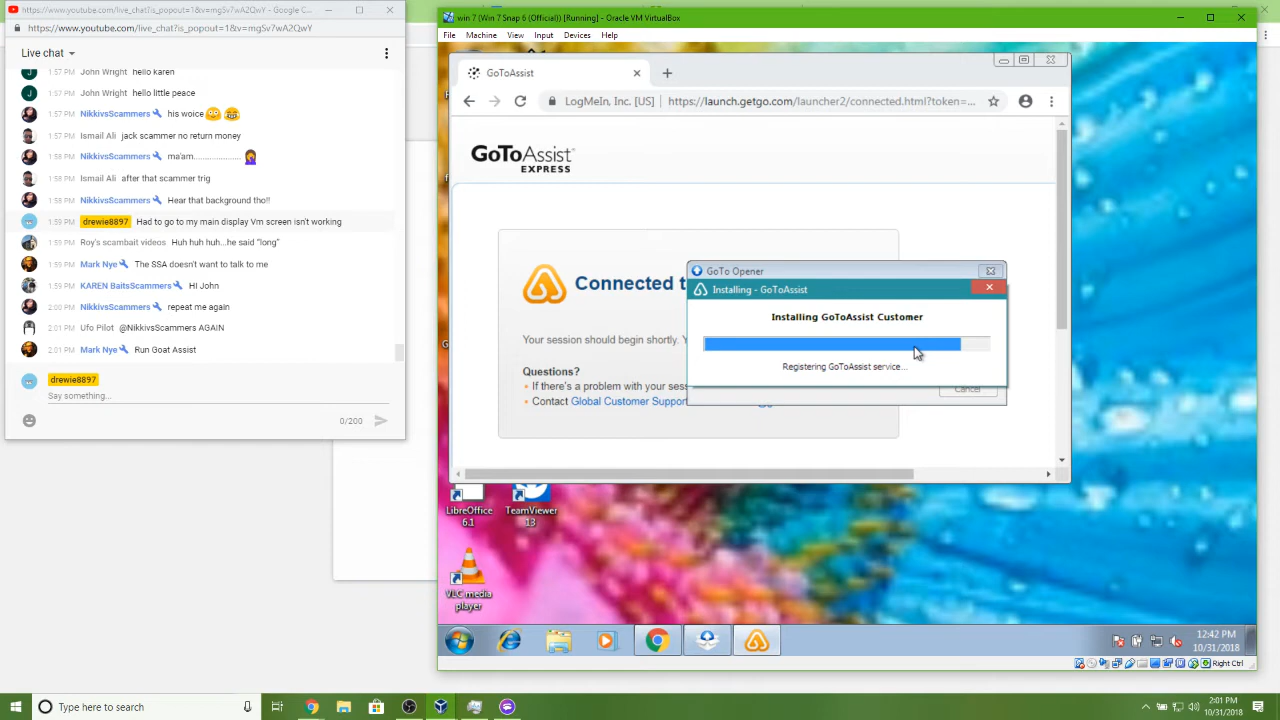 https://www.youtube.com/live_chat?is_popout=1&v=mgSv7wA2QwY - Google C...
https://www.youtube.com/live_chat?is_popout=1&v=mgSv7wA2QwY
Live chat
1:57 PM John Wright hello karen
1:57 PM John Wright hello little peace
1:57 PM NikkivsScammers his woice
1:57 PM Ismail Ali jack scammer no return money
1:58 PM NikkivsScammers ma'am.....................
1:58 PM Ismail Ali after that scammer trig
1:58 PM NikkivsScammers Hear that background tho!!
1:59 PM drewie8897 Had to go to my main display Vm screen isn't working
1:59 PM Roy's scambait videos Huh huh huh...he said "long"
1:59 PM Mark Nye The SSA doesn't want to talk to me
1:59 PM KAREN BaitsScammers HI John
2:00 PM NikkivsScammers repeat me again
2:01 PM Ufo Pilot @NikkivsScammers AGAIN
2:01 PM Mark Nye Run Goat Assist
drewie8897
Say something...
0/200
win 7 (Win 7 Snap 6 (Official)) [Running] - Oracle VM VirtualBox
File Machine View Input Devices Help
GoToAssist
LogMeIn, Inc. [US] https://launch.getgo.com/launcher2/connected.html?token=...
GoToAssist
EXPRESS
Connected t
Your session should begin shortly. Y
Questions?
If there's a problem with your sess
Contact Global Customer Support
GoTo Opener
Installing - GoToAssist
Installing GoToAssist Customer
Registering GoToAssist service...
Cancel
LibreOffice
6.1
TeamViewer
13
VLC media
player
12:42 PM
10/31/2018
Right Ctrl
Type here to search
2:01 PM
10/31/2018